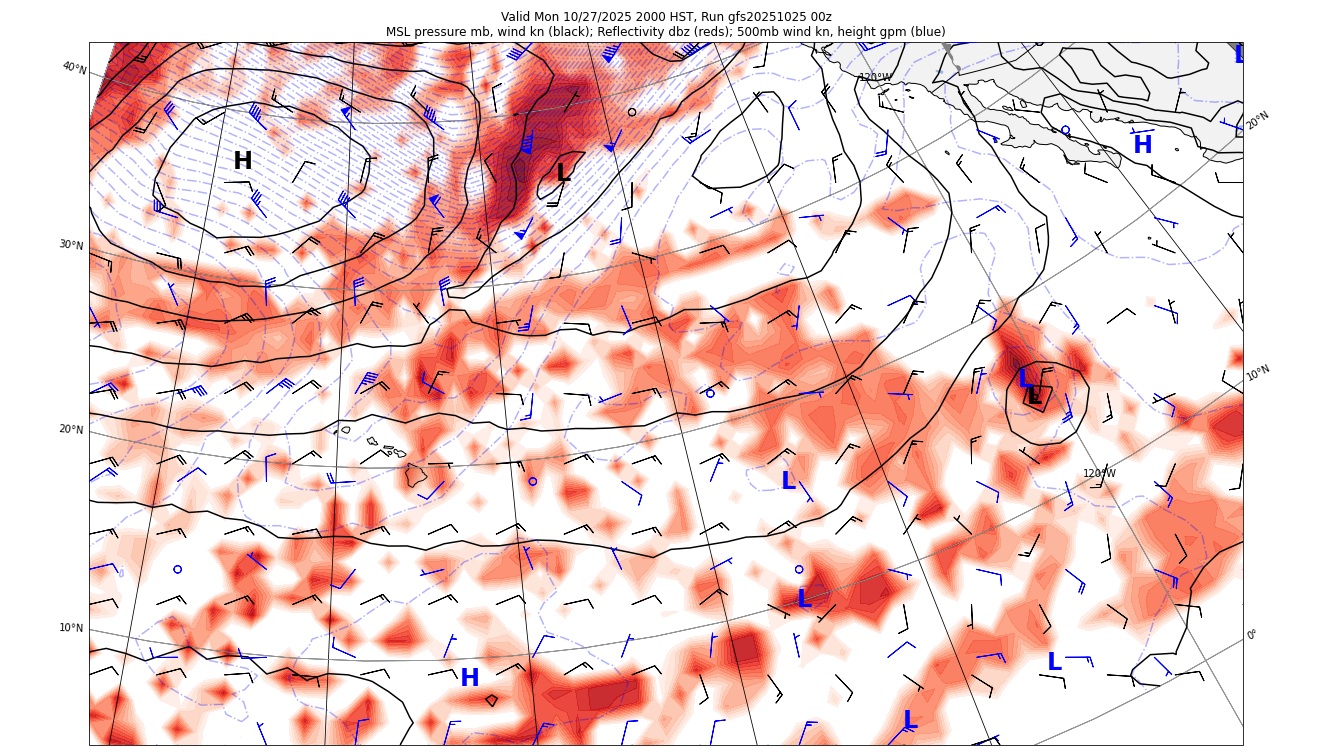 Valid Mon 10/27/2025 2000 HST, Run gfs20251025 00z
MSL pressure mb, wind kn (black); Reflectivity dbz (reds); 500mb wind kn, height gpm (blue)
L
40°N
120°W
20°N
H
H
L
30°N
10°N
L
L
20°N
120°W
L
L
10°N
0°
L
H
L